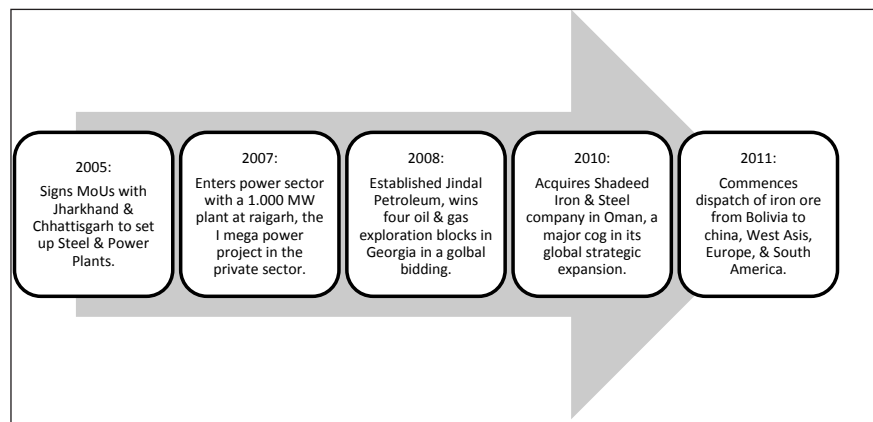 2005:
Signs MoUs with
Jharkhand &
Chhattisgarh to set
up Steel & Power
Plants.
2007:
Enters power sector
with a 1.000 MW
plant at raigarh, the
I mega power
project in the
private sector.
2008:
Established Jindal
Petroleum, wins
four oil & gas
exploration blocks in
Georgia in a golbal
bidding.
2010:
Acquires Shadeed
Iron & Steel
company in Oman, a
major cog in its
global strategic
expansion.
2011:
Commences
dispatch of iron ore
from Bolivia to
china, West Asis,
Europe, & South
America.